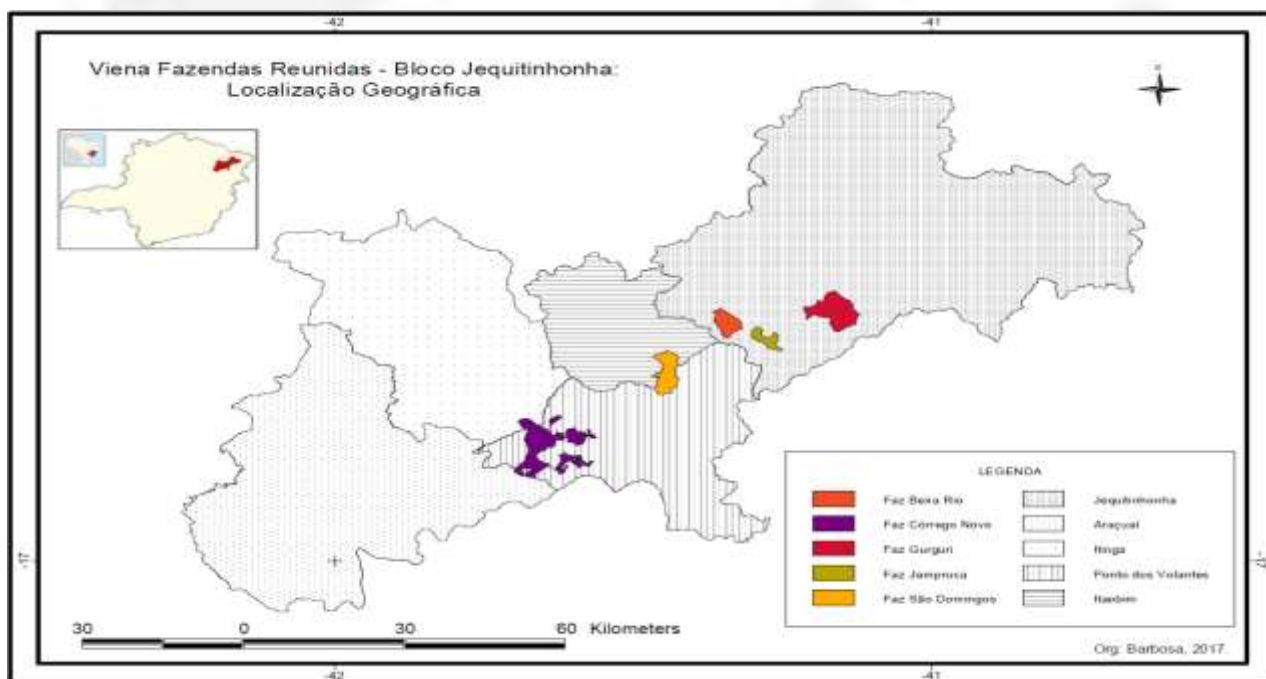 -42
-41
Viena Fazendas Reunidas - Bloco Jequitinhonha:
Localização Geográfica
LEGENDA
Faz Beira Rio
Jequitinhonha
Faz Córrego Novo
Araçuaí
Faz Gurguri
Itinga
Faz Jampruca
Ponto dos Volantes
Faz São Domingos
Itaobim
-17
-17
30 0 30 60 Kilometers
Org: Barbosa, 2017.
-42
-41